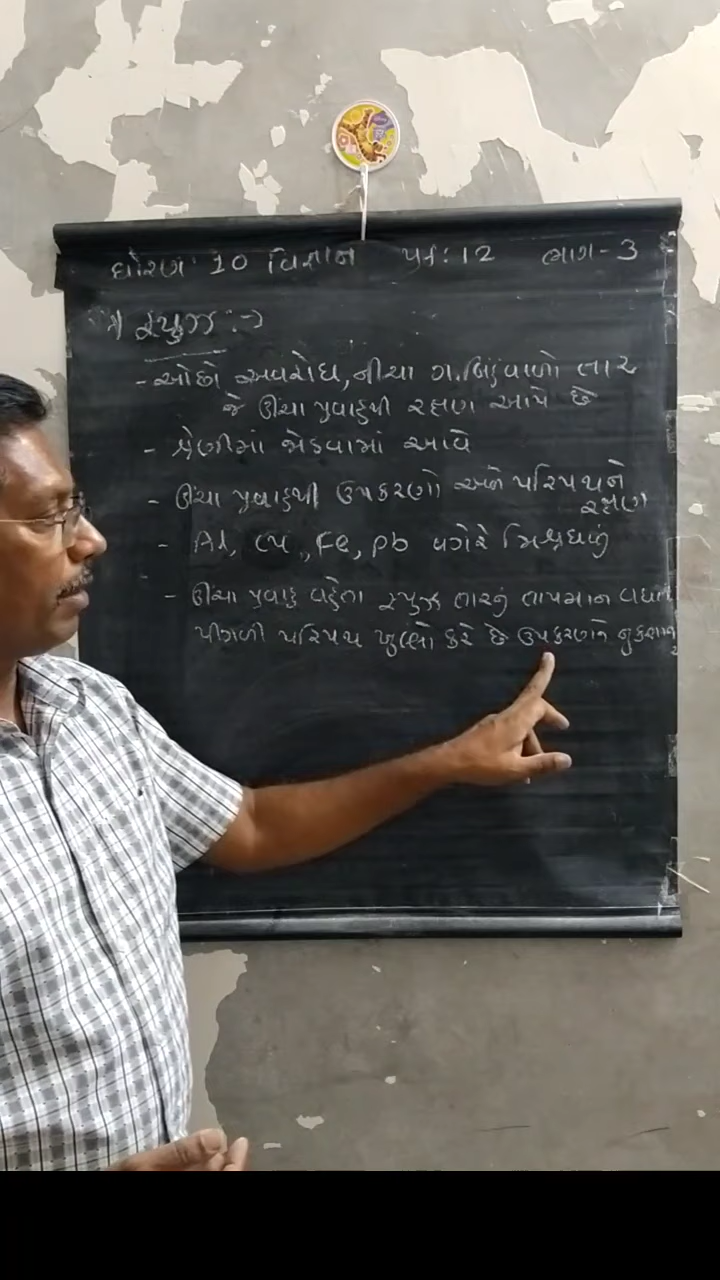 ધોરણ: 10 વિજ્ઞાન પ્રક: 12 ભાગ-3
* ફ્યુઝ :->
- ઓછો અવરોધ, નીચા ગ.બિંદુવાળો તાર
જે ઊંચા પ્રવાહથી રક્ષણ આપે છે
- શ્રેણીમાં જોડવામાં આવે
- ઊંચા પ્રવાહથી ઉપકરણો અને પરિપથને
રક્ષણ
- Al, Cu, Fe, Pb વગેરે મિશ્રધાતુ
- ઊંચા પ્રવાહ વહેતા ફ્યુઝ તારનું તાપમાન વધતા
પીગળી પરિપથ ખુલ્લો કરે છે ઉપકરણને નુકશાન